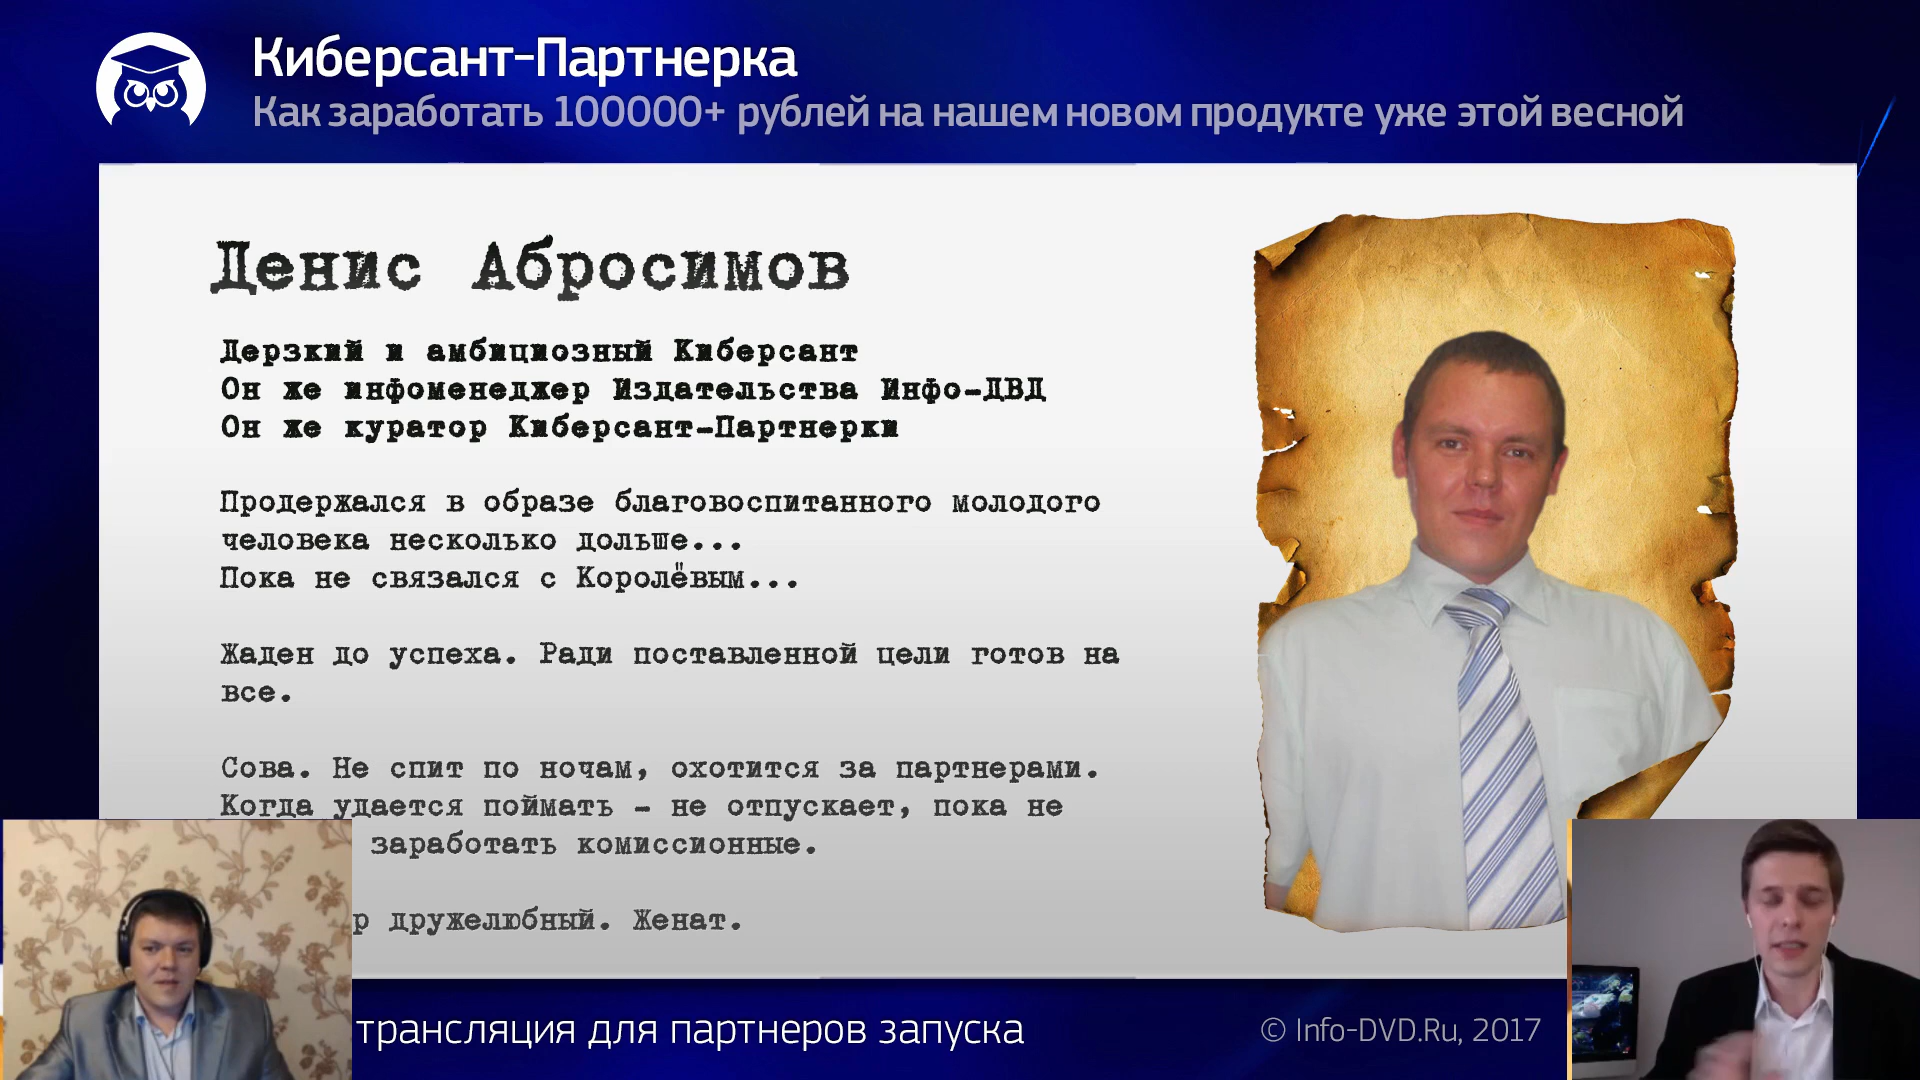 Киберсант-Партнерка
Как заработать 100000+ рублей на нашем новом продукте уже этой весной
Денис Абросимов
Дерзкий и амбициозный Киберсант
Он же инфоменеджер Издательства Инфо-ДВД
Он же куратор Киберсант-Партнерки
Продержался в образе благовоспитанного молодого
человека несколько дольше...
Пока не связался с Королёвым...
Жаден до успеха. Ради поставленной цели готов на
все.
Сова. Не спит по ночам, охотится за партнерами.
Когда удается поймать - не отпускает, пока не
заработать комиссионные.
р дружелюбный. Женат.
трансляция для партнеров запуска
© Info-DVD.Ru, 2017